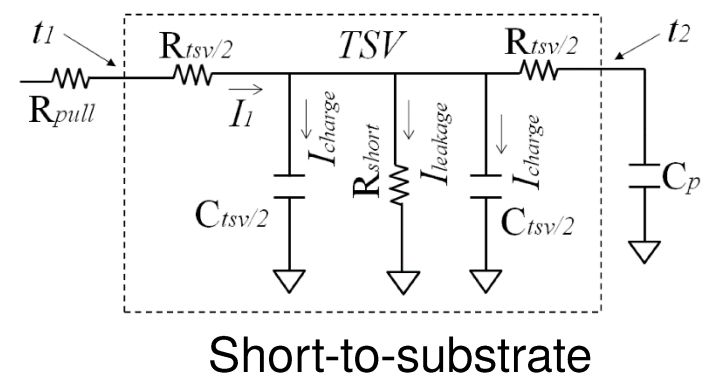 t1
Rtsv/2
TSV
Rtsv/2
t2
Rpull
I1
Icharge
Rshort
Ileakage
Icharge
Cp
Ctsv/2
Ctsv/2
Short-to-substrate